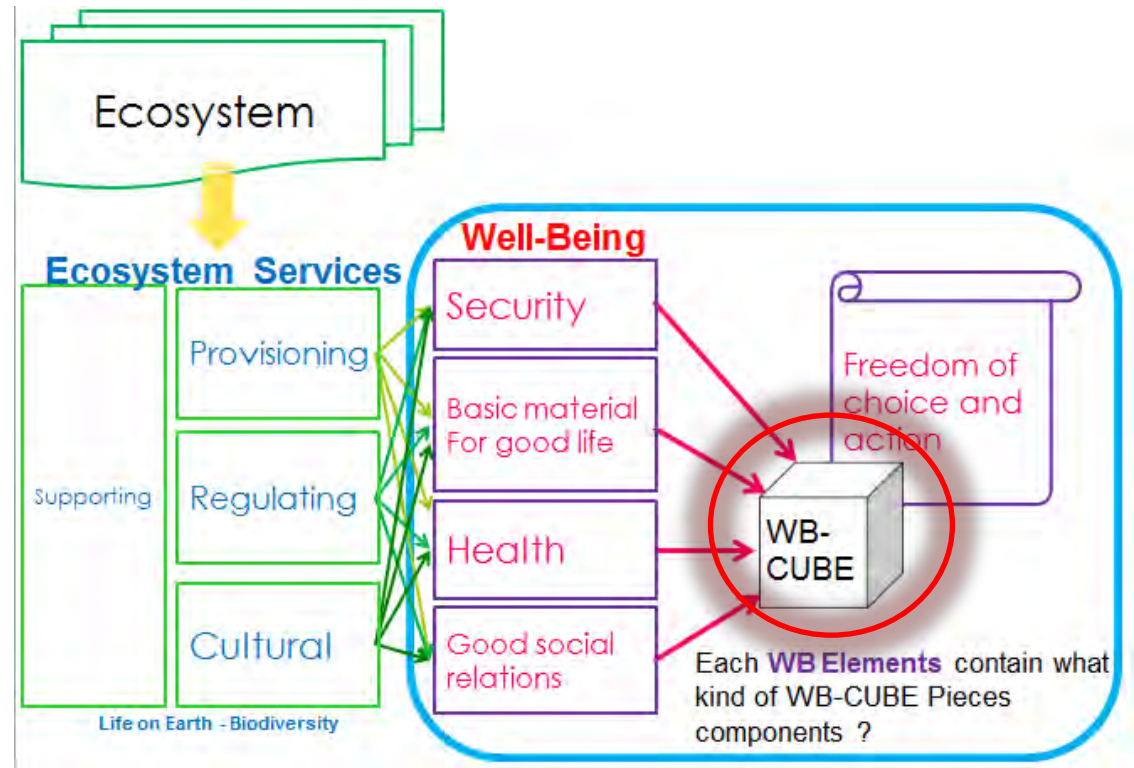 Ecosystem
Ecosystem Services
Supporting
Provisioning
Regulating
Cultural
Life on Earth - Biodiversity
Well-Being
Security
Basic material
For good life
Health
Good social
relations
Freedom of
choice and
action
WB-
CUBE
Each WB Elements contain what
kind of WB-CUBE Pieces
components ?